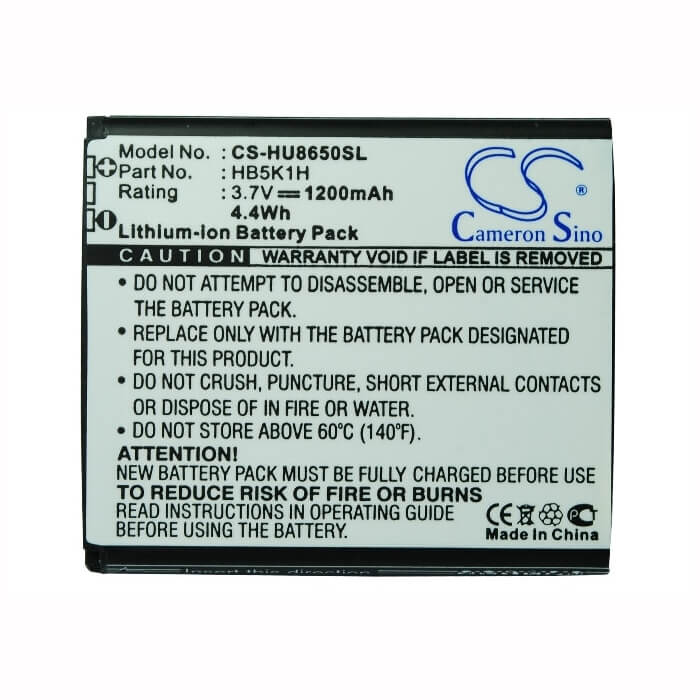 Model No.: CS-HU8650SL
Part No.: HB5K1H
Rating : 3.7V 1200mAh
4.4Wh
Lithium-ion Battery Pack
CS
Cameron Sino
CAUTION WARRANTY VOID IF LABEL IS REMOVED
•DO NOT ATTEMPT TO DISASSEMBLE, OPEN OR SERVICE
THE BATTERY PACK.
•REPLACE ONLY WITH THE BATTERY PACK DESIGNATED
FOR THIS EQUIPMENT.
•DO NOT CRUSH, PUNCTURE, SHORT EXTERNAL CONTACTS
OR DISPOSE OF IN FIRE OR WATER.
•DO NOT STORE ABOVE 60°C (140°F).
ATTENTION!
NEW BATTERY PACK MUST BE FULLY CHARGED BEFORE USE.
TO REDUCE RISK OF FIRE OR BURNS
READ INSTRUCTIONS IN OPERATING GUIDE
BEFORE USING BATTERY PACK.
CE
MADE IN CHINA